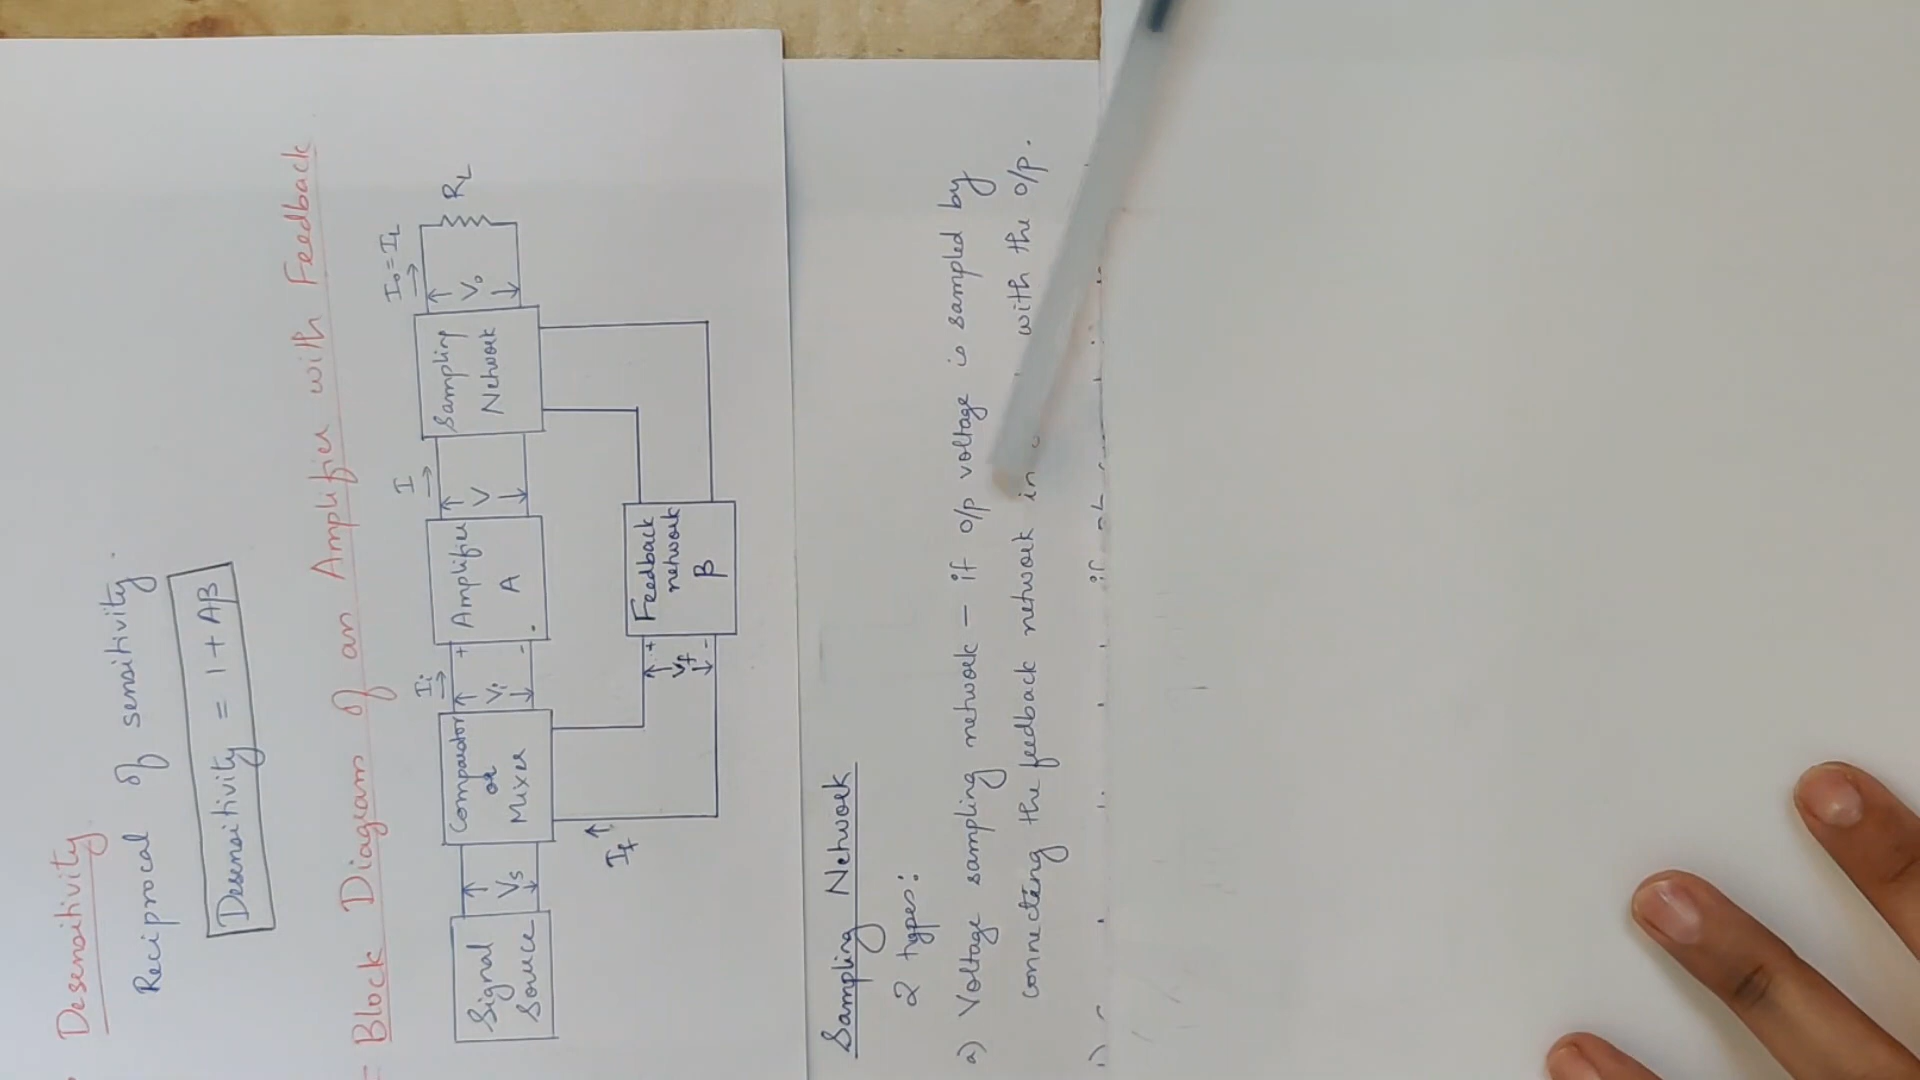 Desensitivity
Reciprocal of sensitivity.
Desensitivity = 1 + Aβ
Block Diagram of an Amplifier with Feedback
Signal
Source
Vs
Comparator
or
Mixer
Ii
Vi
+
-
Amplifier
A
I
V
Sampling
Network
Io = IL
Vo
RL
If
Vf
+
-
Feedback
network
β
Sampling Network
2 types:
a) Voltage sampling network - if o/p voltage is sampled by
connecting the feedback network in with the o/p.